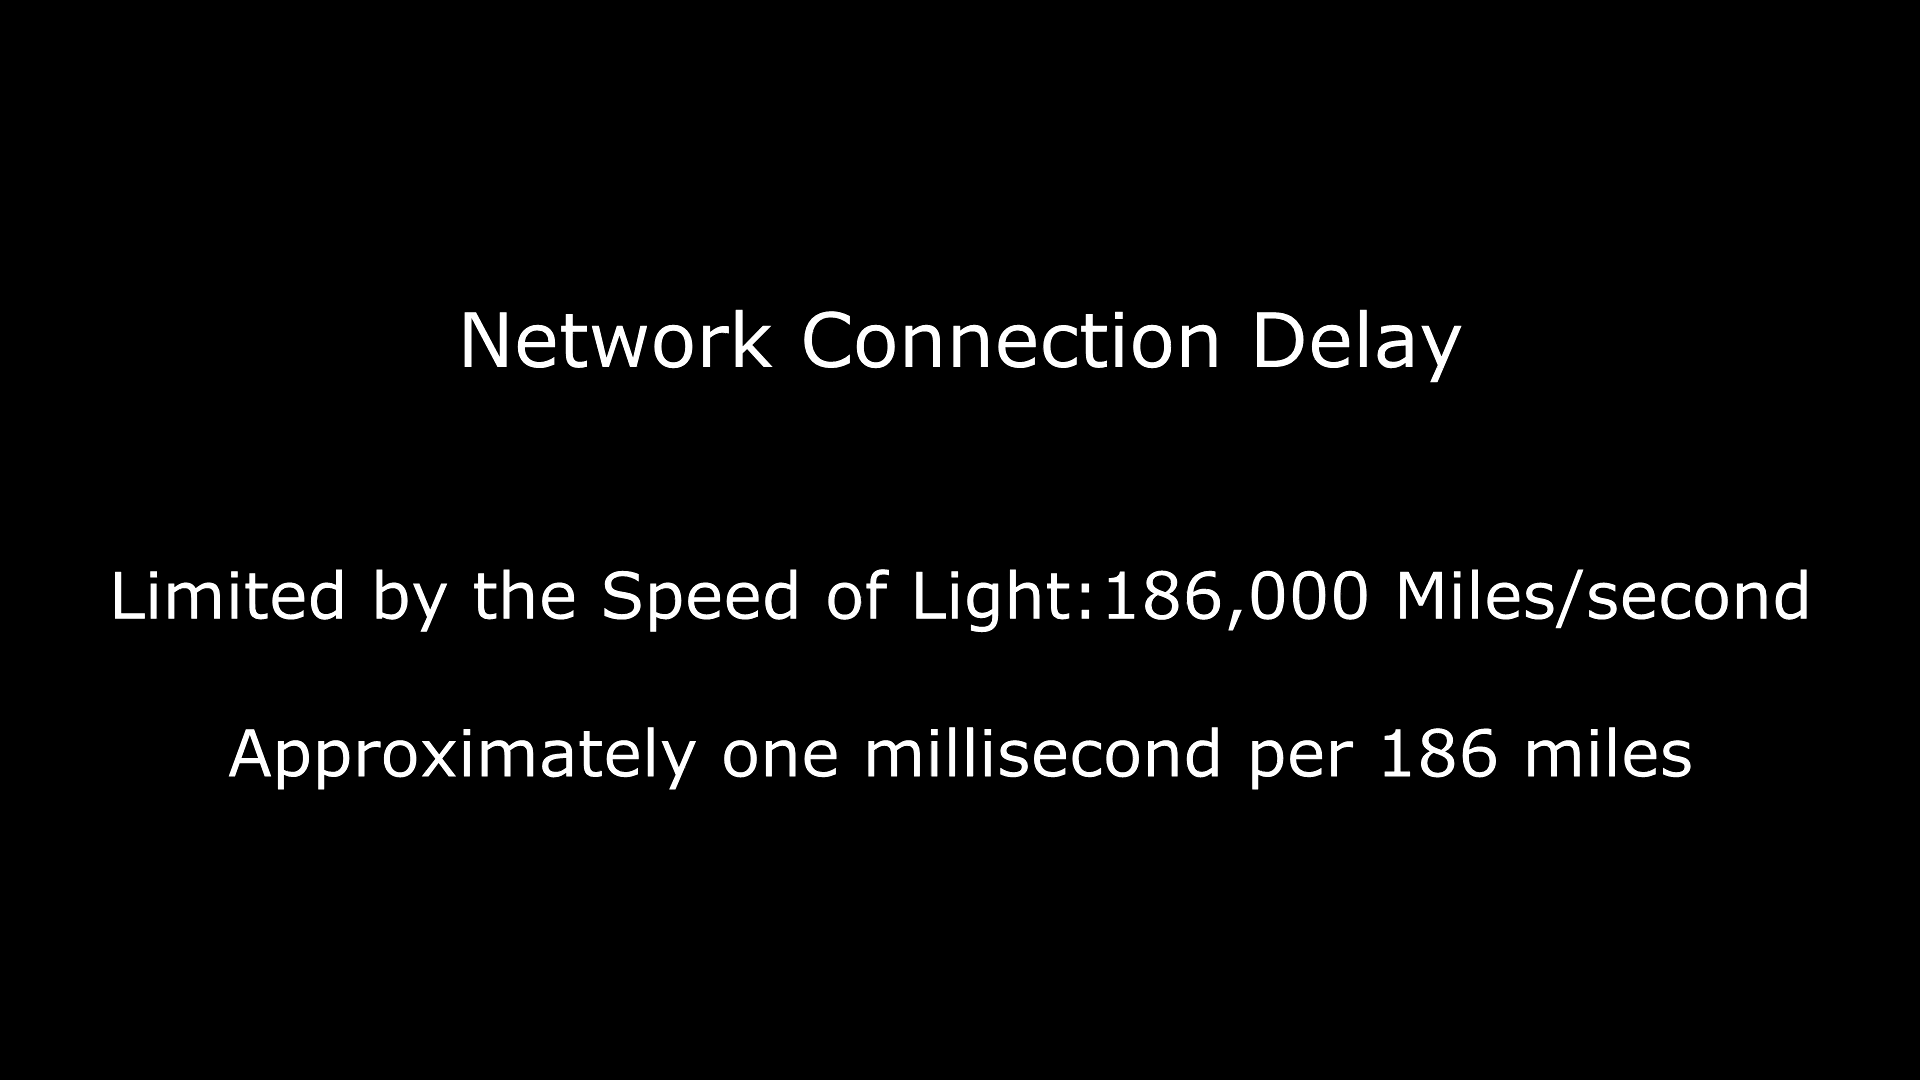 Network Connection Delay
Limited by the Speed of Light:186,000 Miles/second
Approximately one millisecond per 186 miles